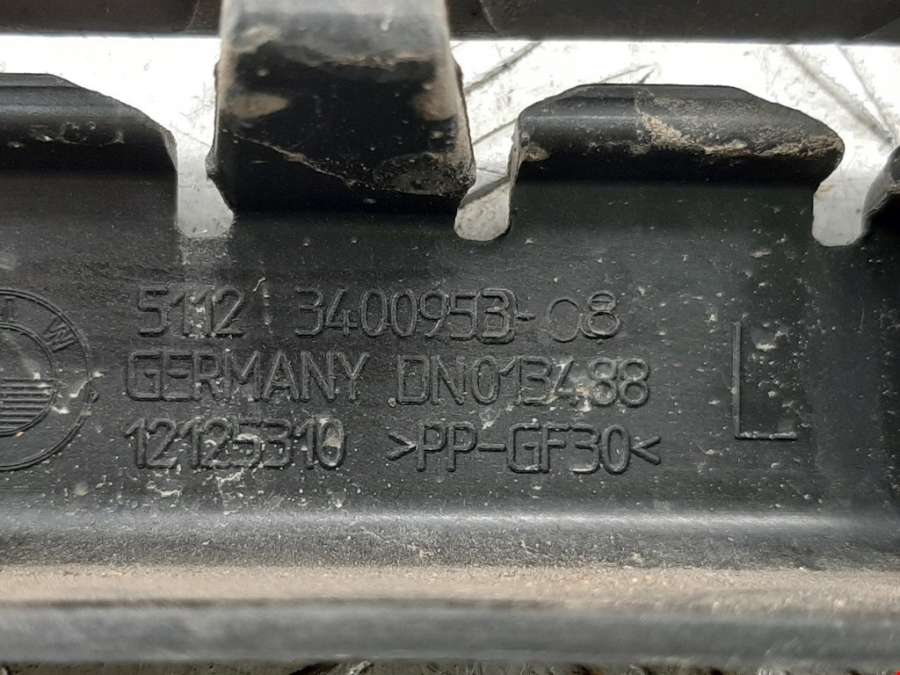 5112 3400953-08
GERMANY DN013488
12125310 >PP-GF30<
L
W